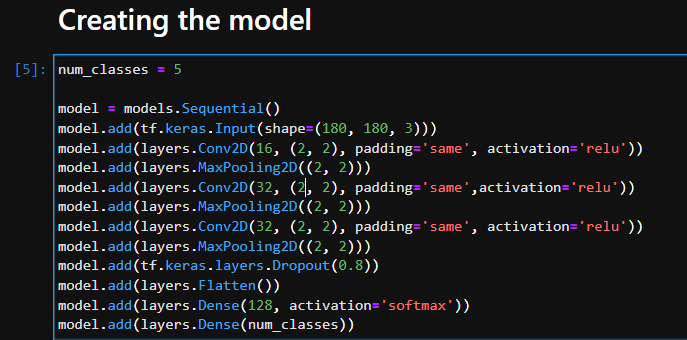 Creating the model
[5]: num_classes = 5
model = models.Sequential()
model.add(tf.keras.Input(shape=(180, 180, 3)))
model.add(layers.Conv2D(16, (2, 2), padding='same', activation='relu'))
model.add(layers.MaxPooling2D((2, 2)))
model.add(layers.Conv2D(32, (2, 2), padding='same',activation='relu'))
model.add(layers.MaxPooling2D((2, 2)))
model.add(layers.Conv2D(32, (2, 2), padding='same', activation='relu'))
model.add(layers.MaxPooling2D((2, 2)))
model.add(tf.keras.layers.Dropout(0.8))
model.add(layers.Flatten())
model.add(layers.Dense(128, activation='softmax'))
model.add(layers.Dense(num_classes))